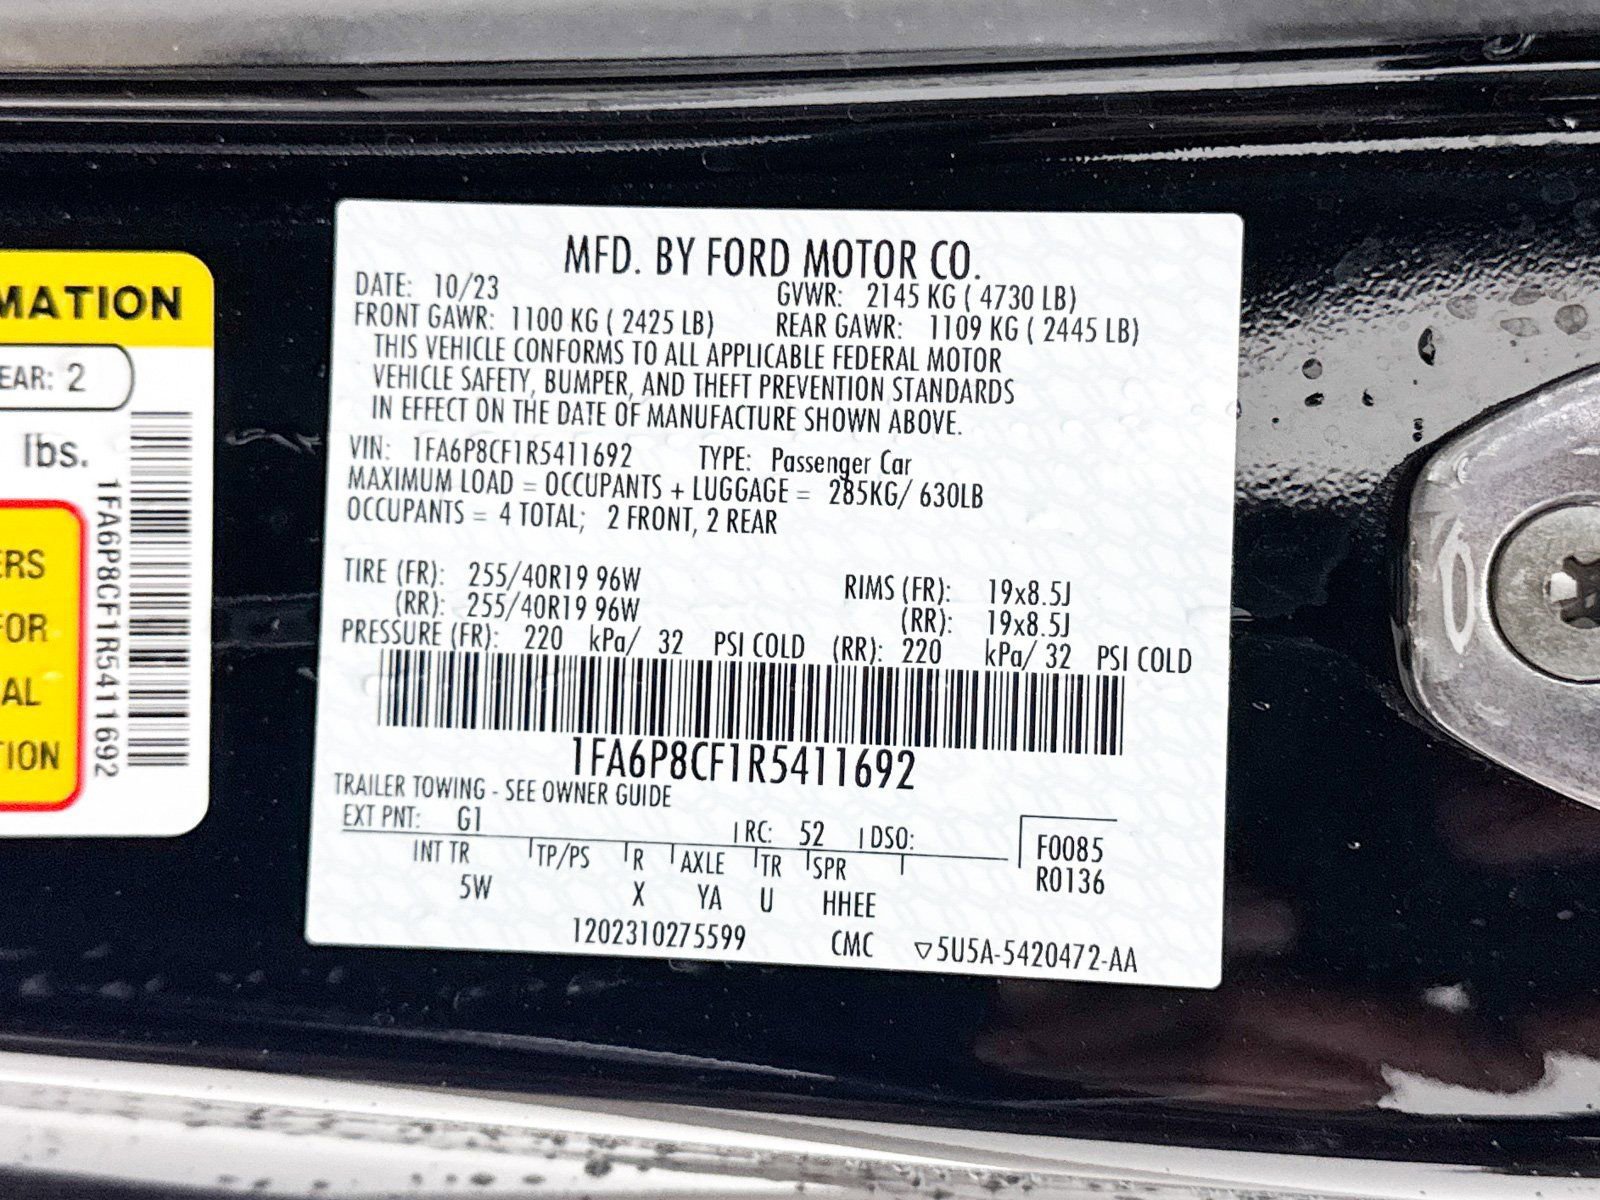 MATION
EAR: 2
lbs.
ERS
FOR
AL
TION
1FA6P8CF1R5411692
MFD. BY FORD MOTOR CO.
DATE: 10/23 GVWR: 2145 KG ( 4730 LB)
FRONT GAWR: 1100 KG ( 2425 LB) REAR GAWR: 1109 KG ( 2445 LB)
THIS VEHICLE CONFORMS TO ALL APPLICABLE FEDERAL MOTOR
VEHICLE SAFETY, BUMPER, AND THEFT PREVENTION STANDARDS
IN EFFECT ON THE DATE OF MANUFACTURE SHOWN ABOVE.
VIN: 1FA6P8CF1R5411692 TYPE: Passenger Car
MAXIMUM LOAD = OCCUPANTS + LUGGAGE = 285KG/ 630LB
OCCUPANTS = 4 TOTAL; 2 FRONT, 2 REAR
TIRE (FR): 255/40R19 96W RIMS (FR): 19x8.5J
(RR): 255/40R19 96W (RR): 19x8.5J
PRESSURE (FR): 220 kPa/ 32 PSI COLD (RR): 220 kPa/ 32 PSI COLD
1FA6P8CF1R5411692
TRAILER TOWING - SEE OWNER GUIDE
EXT PNT: G1 RC: 52 DSO: F0085
INT TR TP/PS R AXLE TR SPR R0136
5W X YA U HHEE
1202310275599 CMC ▽5U5A-5420472-AA